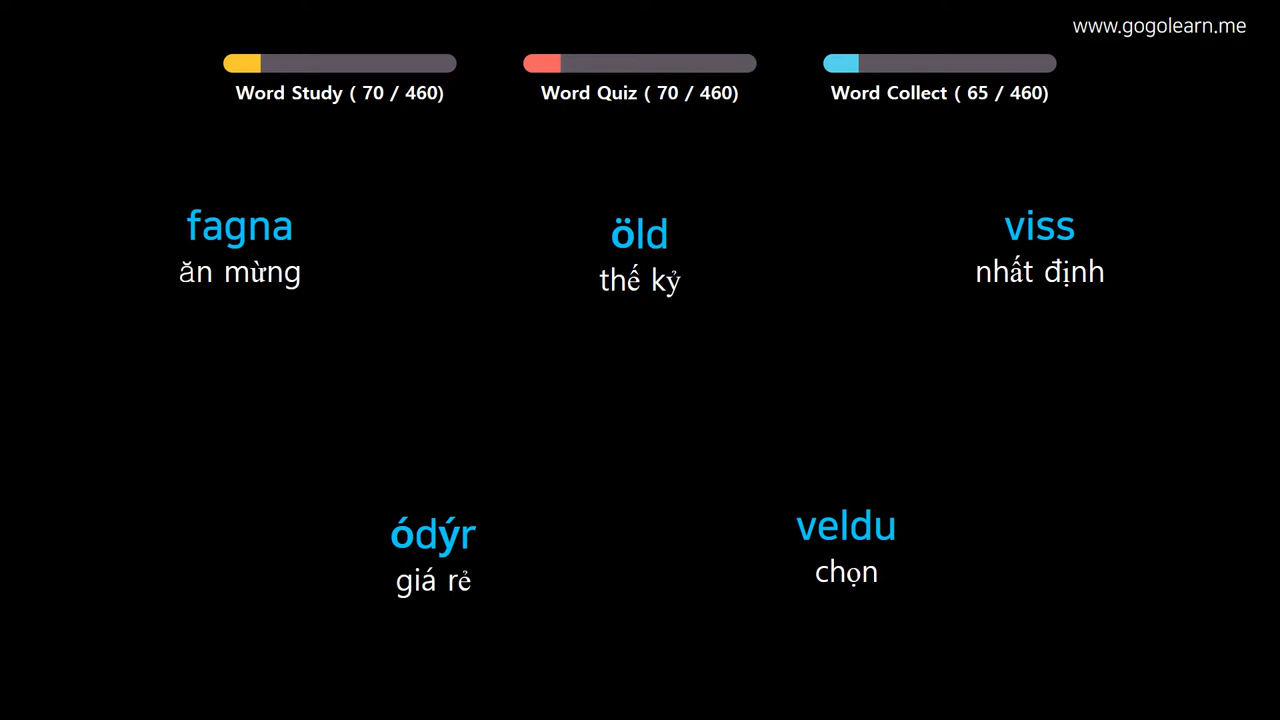 www.gogolearn.me
Word Study ( 70 / 460)
Word Quiz ( 70 / 460)
Word Collect ( 65 / 460)
fagna
ăn mừng
öld
thế kỷ
viss
nhất định
ódýr
giá rẻ
veldu
chọn